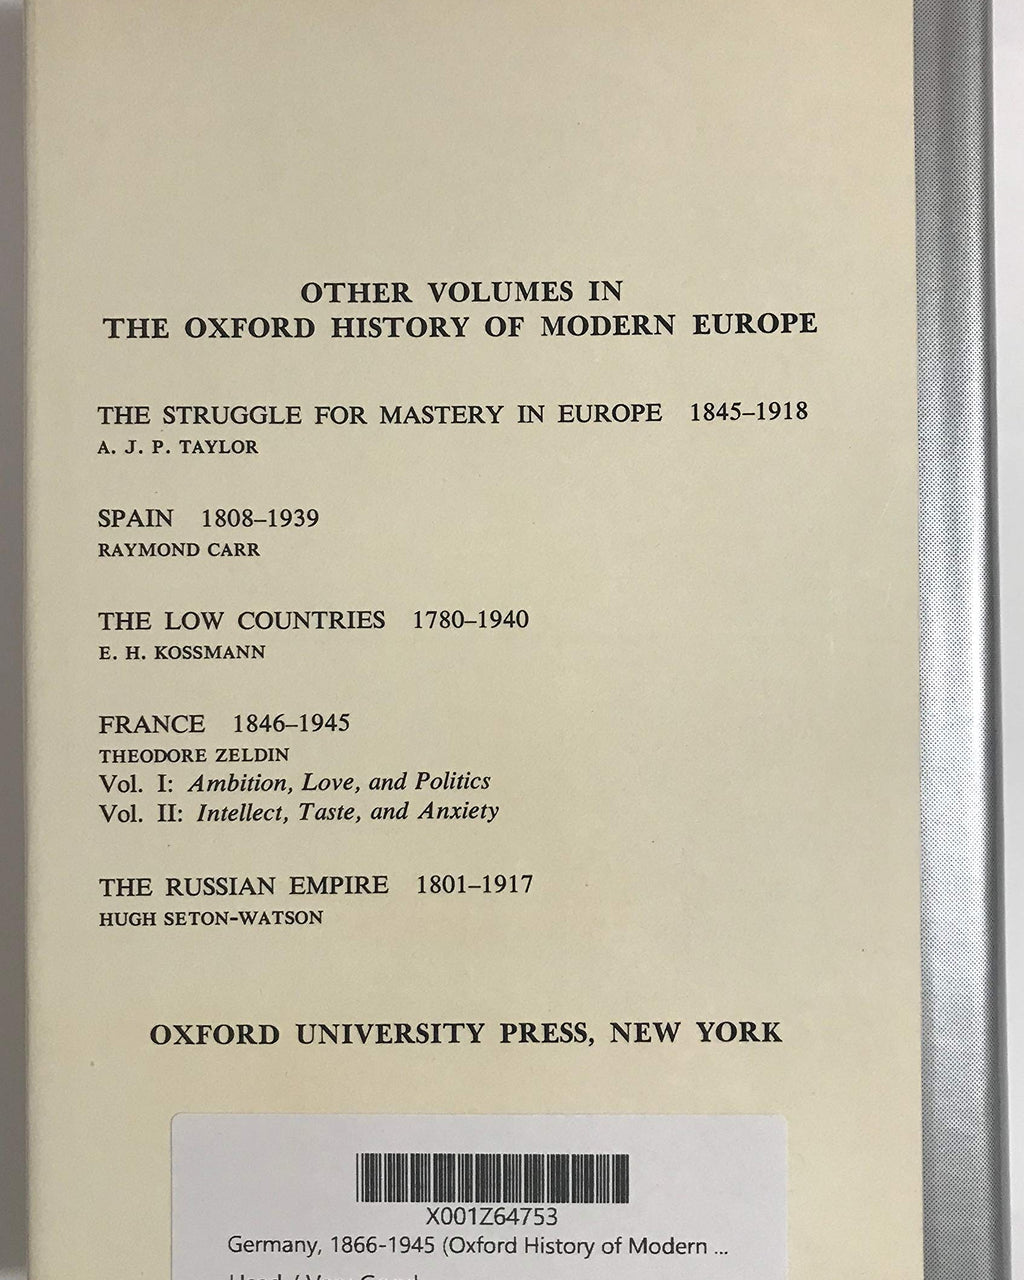 OTHER VOLUMES IN
THE OXFORD HISTORY OF MODERN EUROPE
THE STRUGGLE FOR MASTERY IN EUROPE 1845–1918
A. J. P. TAYLOR
SPAIN 1808–1939
RAYMOND CARR
THE LOW COUNTRIES 1780–1940
E. H. KOSSMANN
FRANCE 1846–1945
THEODORE ZELDIN
Vol. I: Ambition, Love, and Politics
Vol. II: Intellect, Taste, and Anxiety
THE RUSSIAN EMPIRE 1801–1917
HUGH SETON-WATSON
OXFORD UNIVERSITY PRESS, NEW YORK
X001Z64753
Germany, 1866-1945 (Oxford History of Modern ...